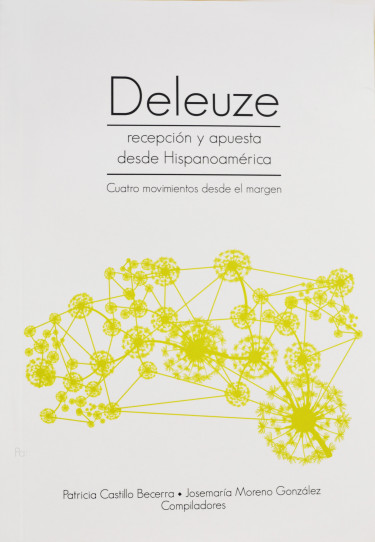 Deleuze
recepción y apuesta
desde Hispanoamérica
Cuatro movimientos desde el margen
Patricia Castillo Becerra • Josemaría Moreno González
Compiladores